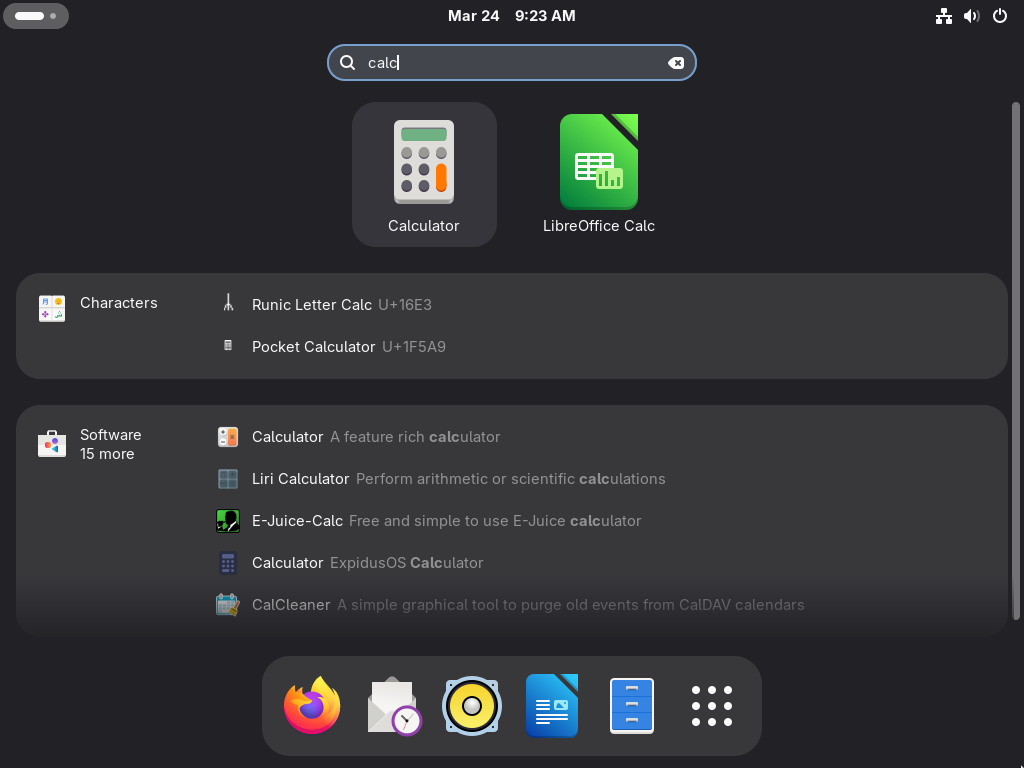 Mar 24 9:23 AM
calc
Calculator
LibreOffice Calc
Characters
Runic Letter Calc U+16E3
Pocket Calculator U+1F5A9
Software
15 more
Calculator A feature rich calculator
Liri Calculator Perform arithmetic or scientific calculations
E-Juice-Calc Free and simple to use E-Juice calculator
Calculator ExpidusOS Calculator
CalCleaner A simple graphical tool to purge old events from CalDAV calendars